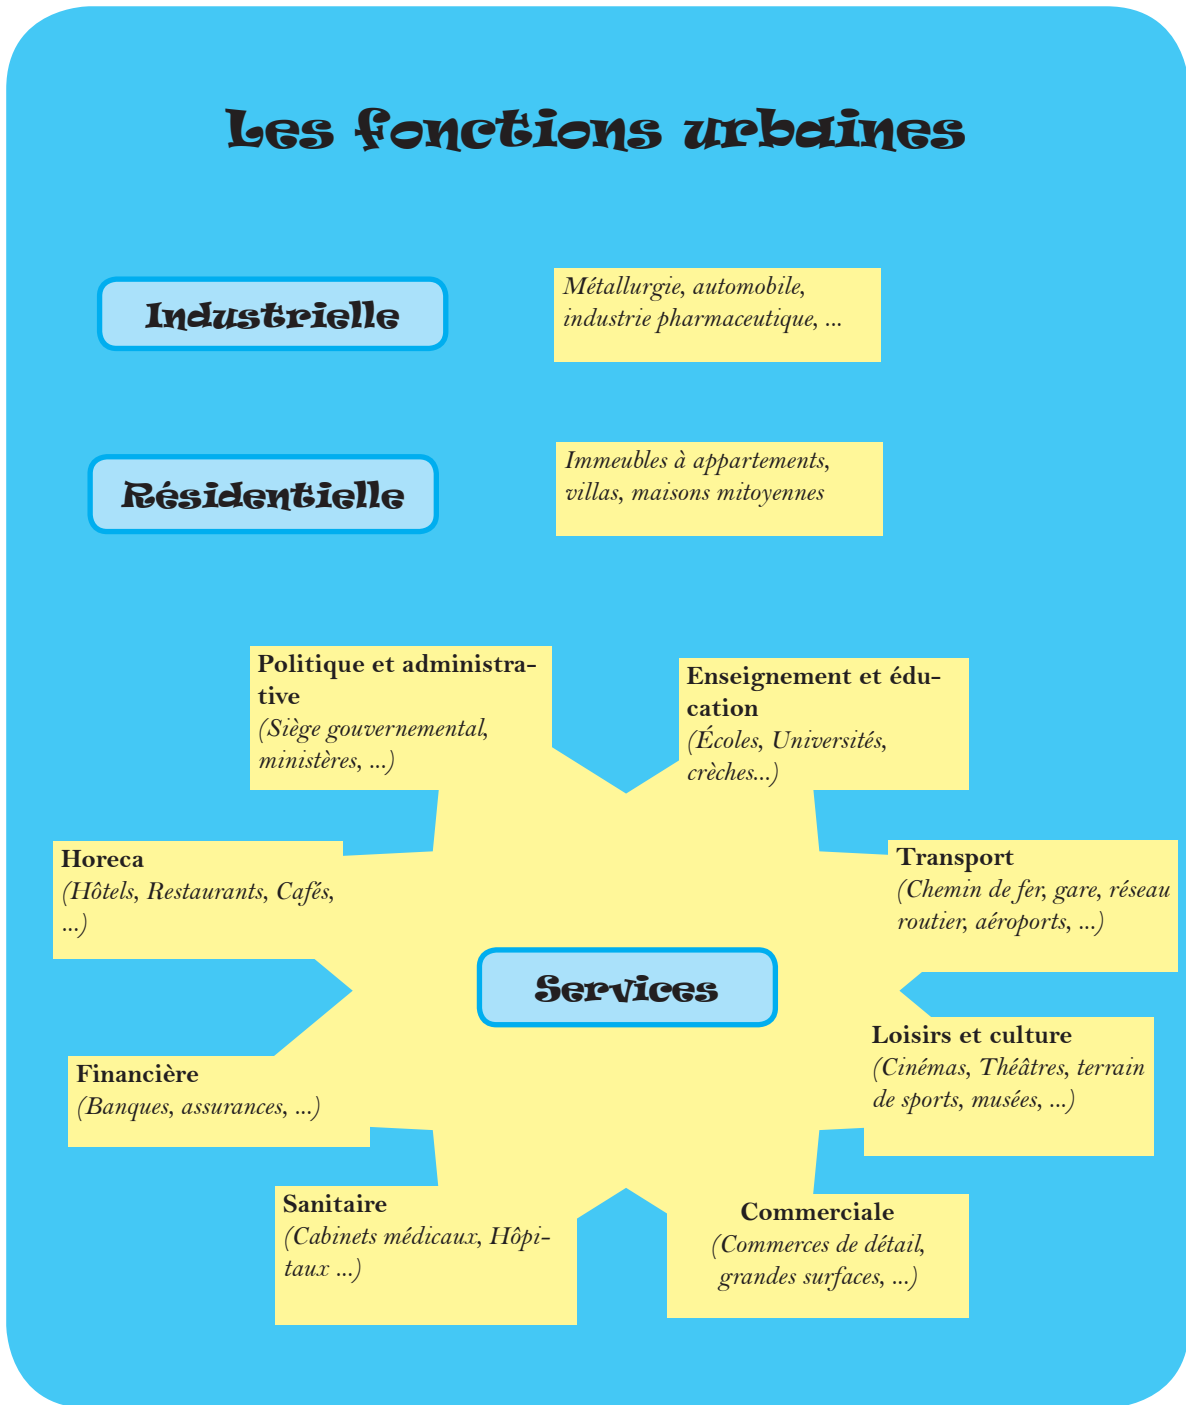 Les fonctions urbaines
Industrielle
Métallurgie, automobile,
industrie pharmaceutique, ...
Résidentielle
Immeubles à appartements,
villas, maisons mitoyennes
Politique et administra-
tive
(Siège gouvernemental,
ministères, ...)
Enseignement et édu-
cation
(Écoles, Universités,
crèches...)
Horeca
(Hôtels, Restaurants, Cafés,
...)
Transport
(Chemin de fer, gare, réseau
routier, aéroports, ...)
Services
Loisirs et culture
(Cinémas, Théâtres, terrain
de sports, musées, ...)
Financière
(Banques, assurances, ...)
Sanitaire
(Cabinets médicaux, Hôpi-
taux ...)
Commerciale
(Commerces de détail,
grandes surfaces, ...)